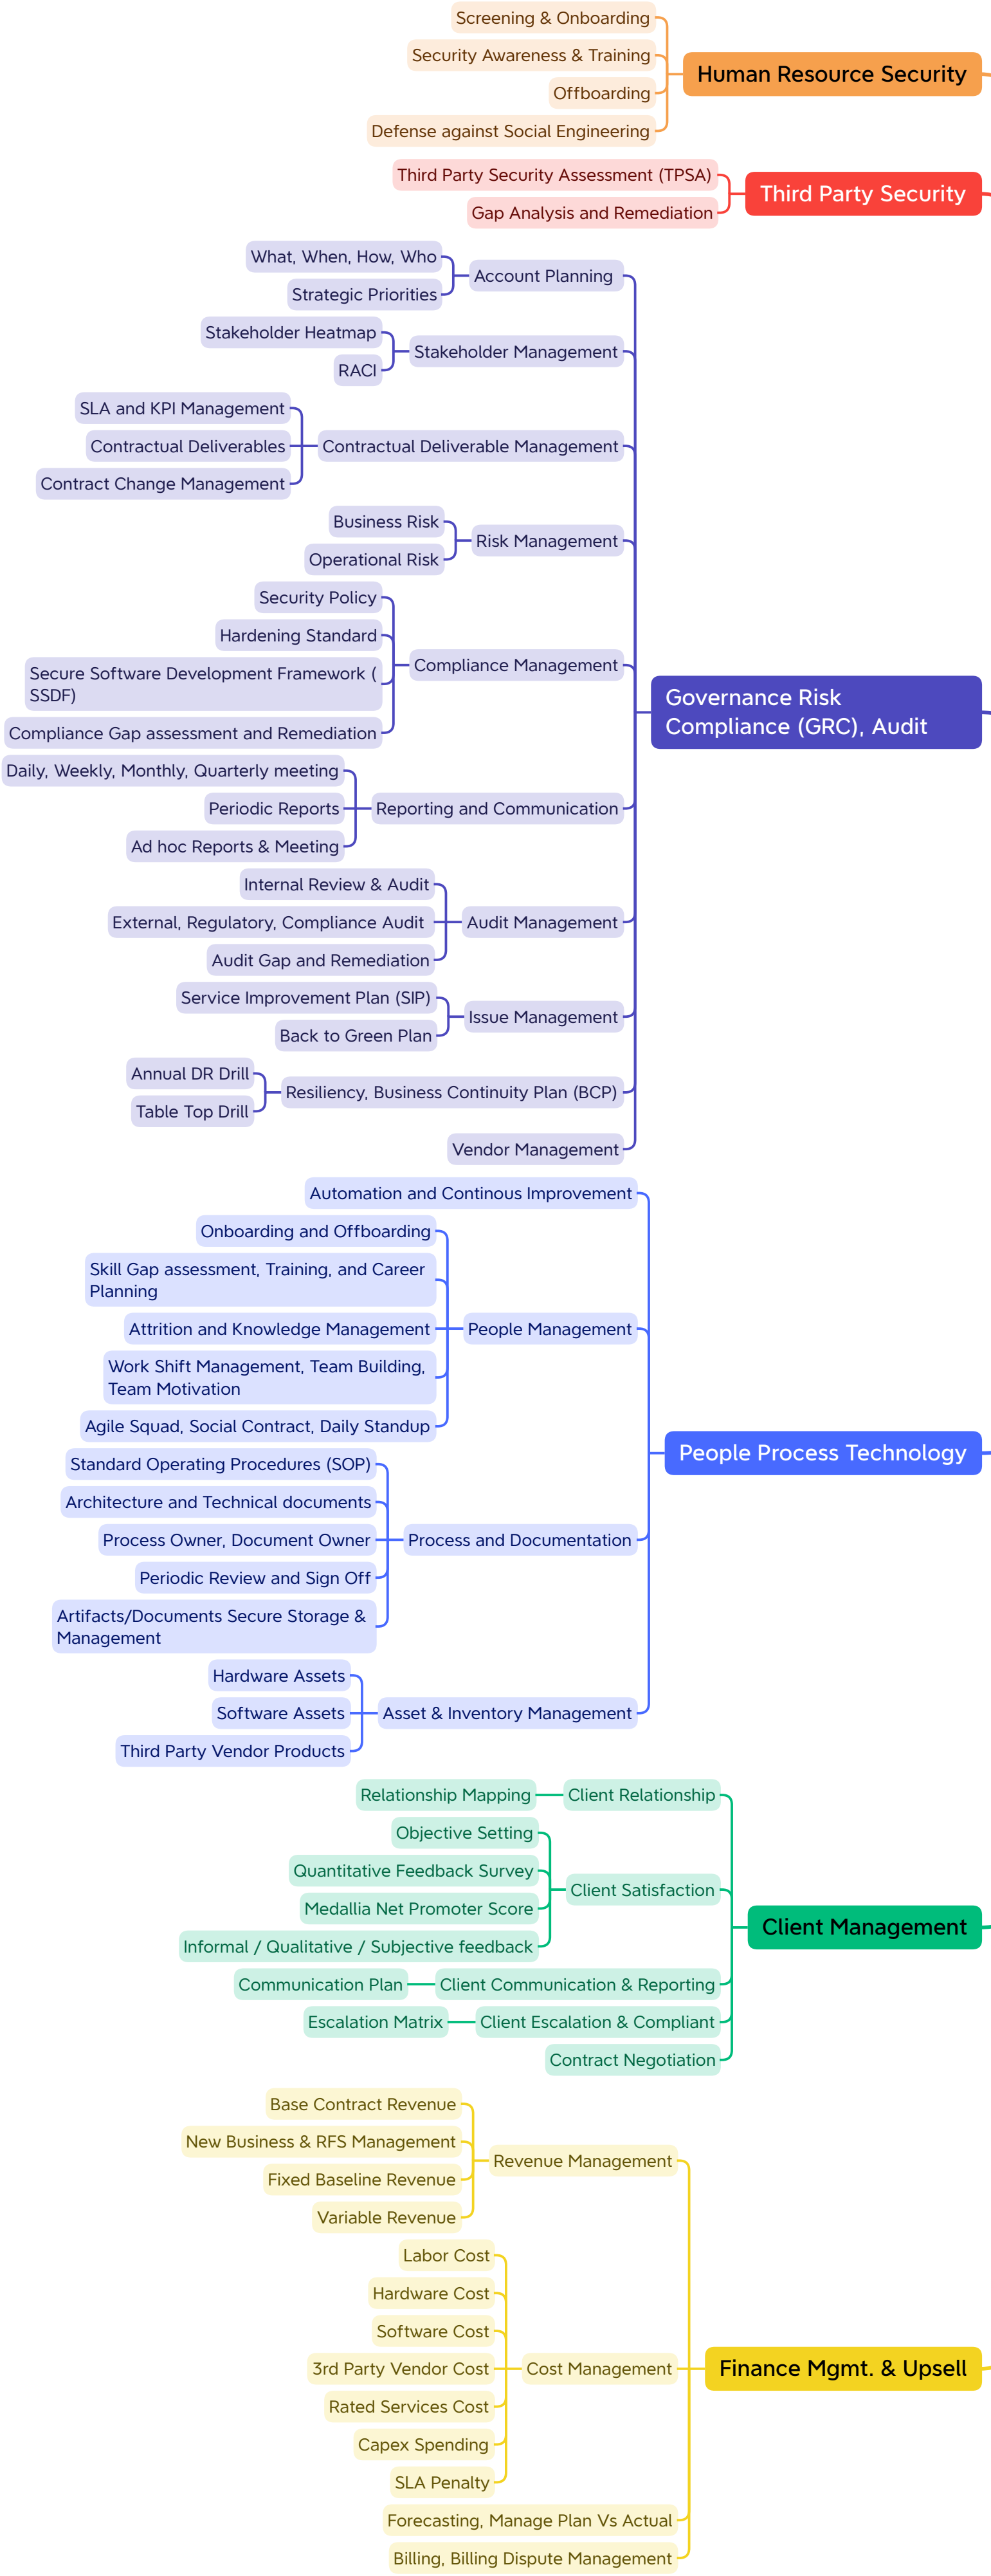 Screening & Onboarding
Security Awareness & Training
Offboarding
Defense against Social Engineering
Human Resource Security
Third Party Security Assessment (TPSA)
Gap Analysis and Remediation
Third Party Security
What, When, How, Who
Strategic Priorities
Account Planning
Stakeholder Heatmap
RACI
Stakeholder Management
SLA and KPI Management
Contractual Deliverables
Contract Change Management
Contractual Deliverable Management
Business Risk
Operational Risk
Risk Management
Security Policy
Hardening Standard
Secure Software Development Framework (
SSDF)
Compliance Gap assessment and Remediation
Compliance Management
Governance Risk
Compliance (GRC), Audit
Daily, Weekly, Monthly, Quarterly meeting
Periodic Reports
Ad hoc Reports & Meeting
Reporting and Communication
Internal Review & Audit
External, Regulatory, Compliance Audit
Audit Gap and Remediation
Audit Management
Service Improvement Plan (SIP)
Back to Green Plan
Issue Management
Annual DR Drill
Table Top Drill
Resiliency, Business Continuity Plan (BCP)
Vendor Management
Automation and Continous Improvement
Onboarding and Offboarding
Skill Gap assessment, Training, and Career
Planning
Attrition and Knowledge Management
Work Shift Management, Team Building,
Team Motivation
Agile Squad, Social Contract, Daily Standup
People Management
People Process Technology
Standard Operating Procedures (SOP)
Architecture and Technical documents
Process Owner, Document Owner
Periodic Review and Sign Off
Artifacts/Documents Secure Storage &
Management
Process and Documentation
Hardware Assets
Software Assets
Third Party Vendor Products
Asset & Inventory Management
Relationship Mapping
Client Relationship
Objective Setting
Quantitative Feedback Survey
Medallia Net Promoter Score
Informal / Qualitative / Subjective feedback
Client Satisfaction
Client Management
Communication Plan
Client Communication & Reporting
Escalation Matrix
Client Escalation & Compliant
Contract Negotiation
Base Contract Revenue
New Business & RFS Management
Fixed Baseline Revenue
Variable Revenue
Revenue Management
Labor Cost
Hardware Cost
Software Cost
3rd Party Vendor Cost
Rated Services Cost
Capex Spending
SLA Penalty
Cost Management
Finance Mgmt. & Upsell
Forecasting, Manage Plan Vs Actual
Billing, Billing Dispute Management